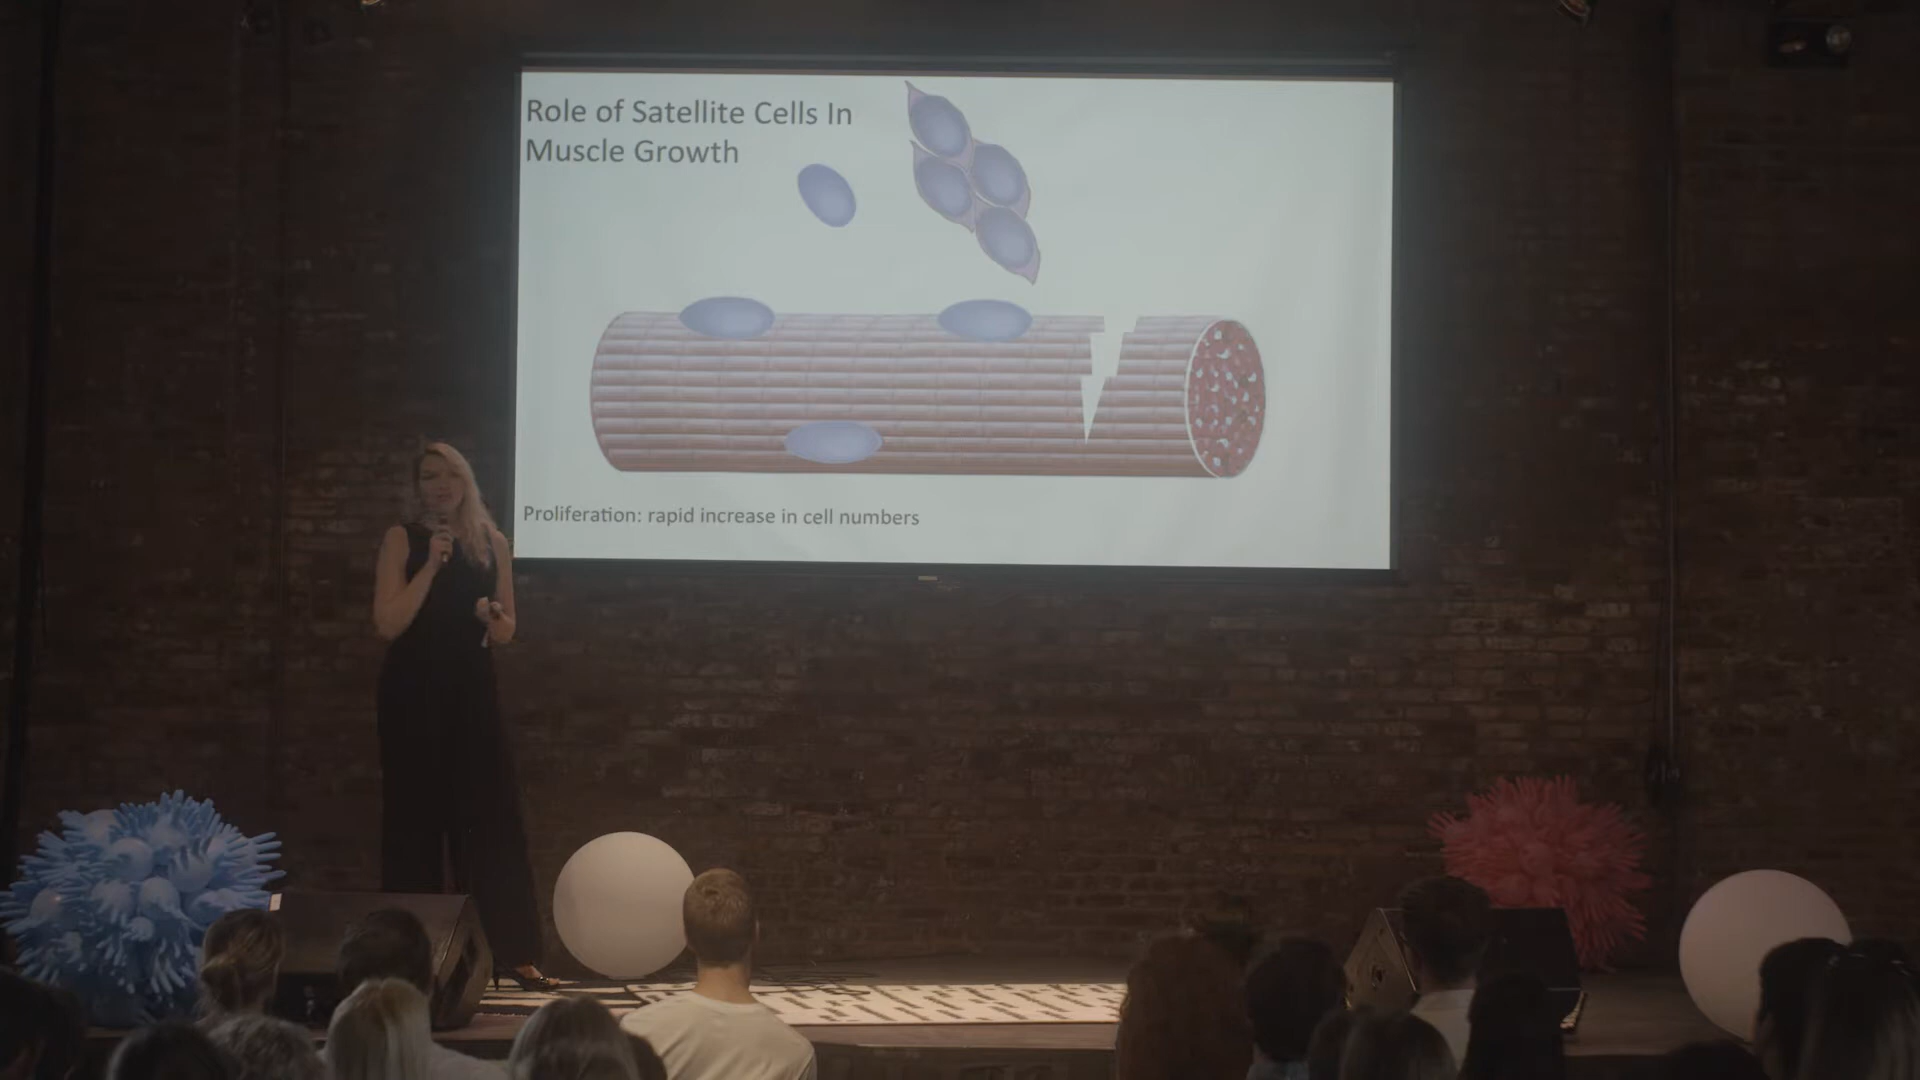 Role of Satellite Cells In
Muscle Growth
Proliferation: rapid increase in cell numbers